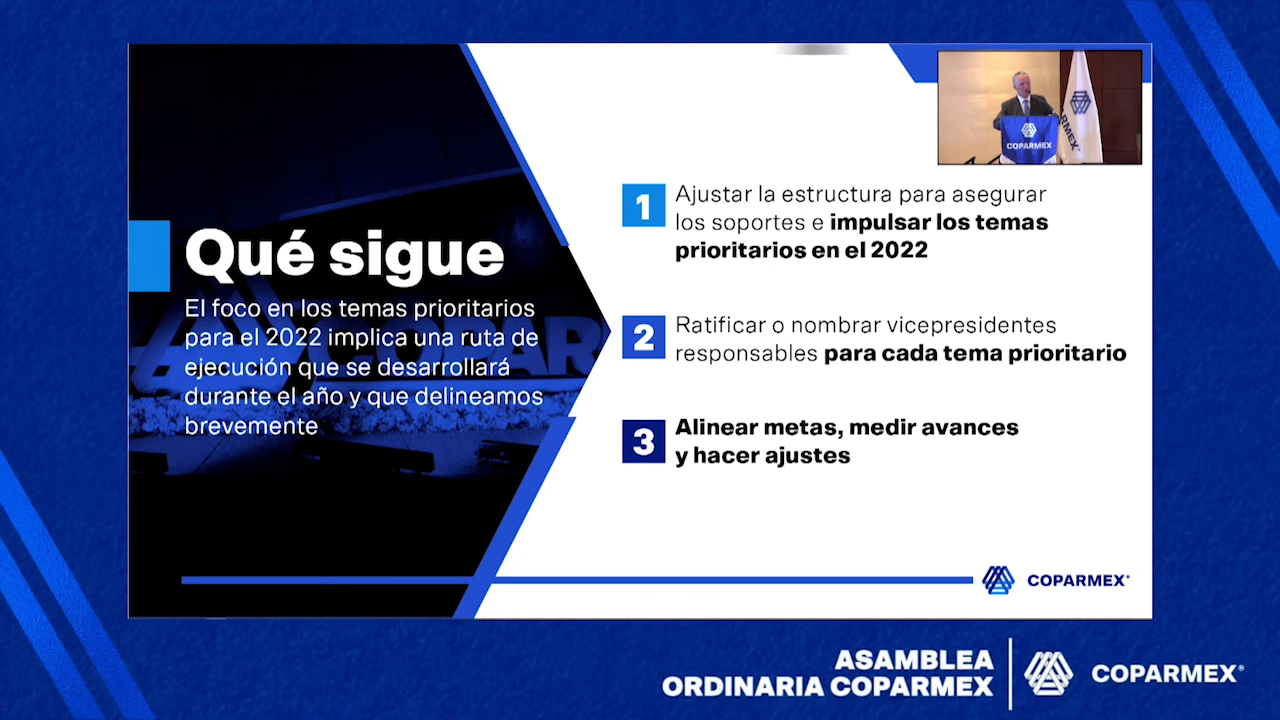 Qué sigue
El foco en los temas prioritarios
para el 2022 implica una ruta de
ejecución que se desarrollará
durante el año y que delineamos
brevemente
COPAR
1
Ajustar la estructura para asegurar
los soportes e impulsar los temas
prioritarios en el 2022
2
Ratificar o nombrar vicepresidentes
responsables para cada tema prioritario
3
Alinear metas, medir avances
y hacer ajustes
COPARMEX
ARMEX
COPARMEX®
ASAMBLEA
ORDINARIA COPARMEX
COPARMEX®